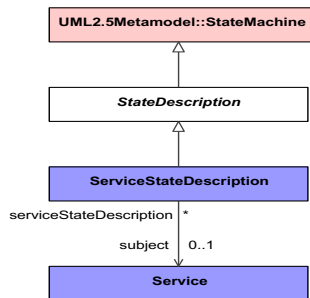 UML2.5Metamodel::StateMachine
StateDescription
ServiceStateDescription
serviceStateDescription *
subject 0..1
Service